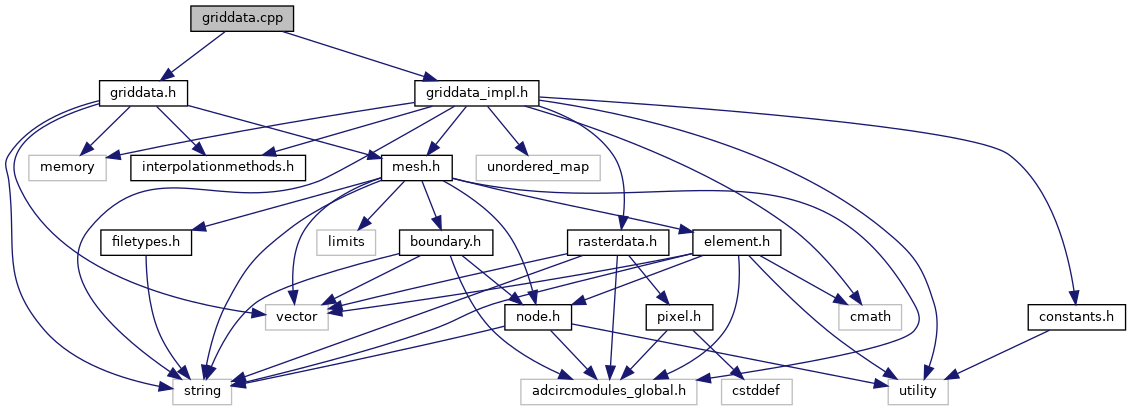 griddata.cpp
griddata.h
griddata_impl.h
memory
interpolationmethods.h
mesh.h
unordered_map
filetypes.h
limits
boundary.h
rasterdata.h
element.h
vector
node.h
pixel.h
cmath
constants.h
string
adcircmodules_global.h
cstddef
utility